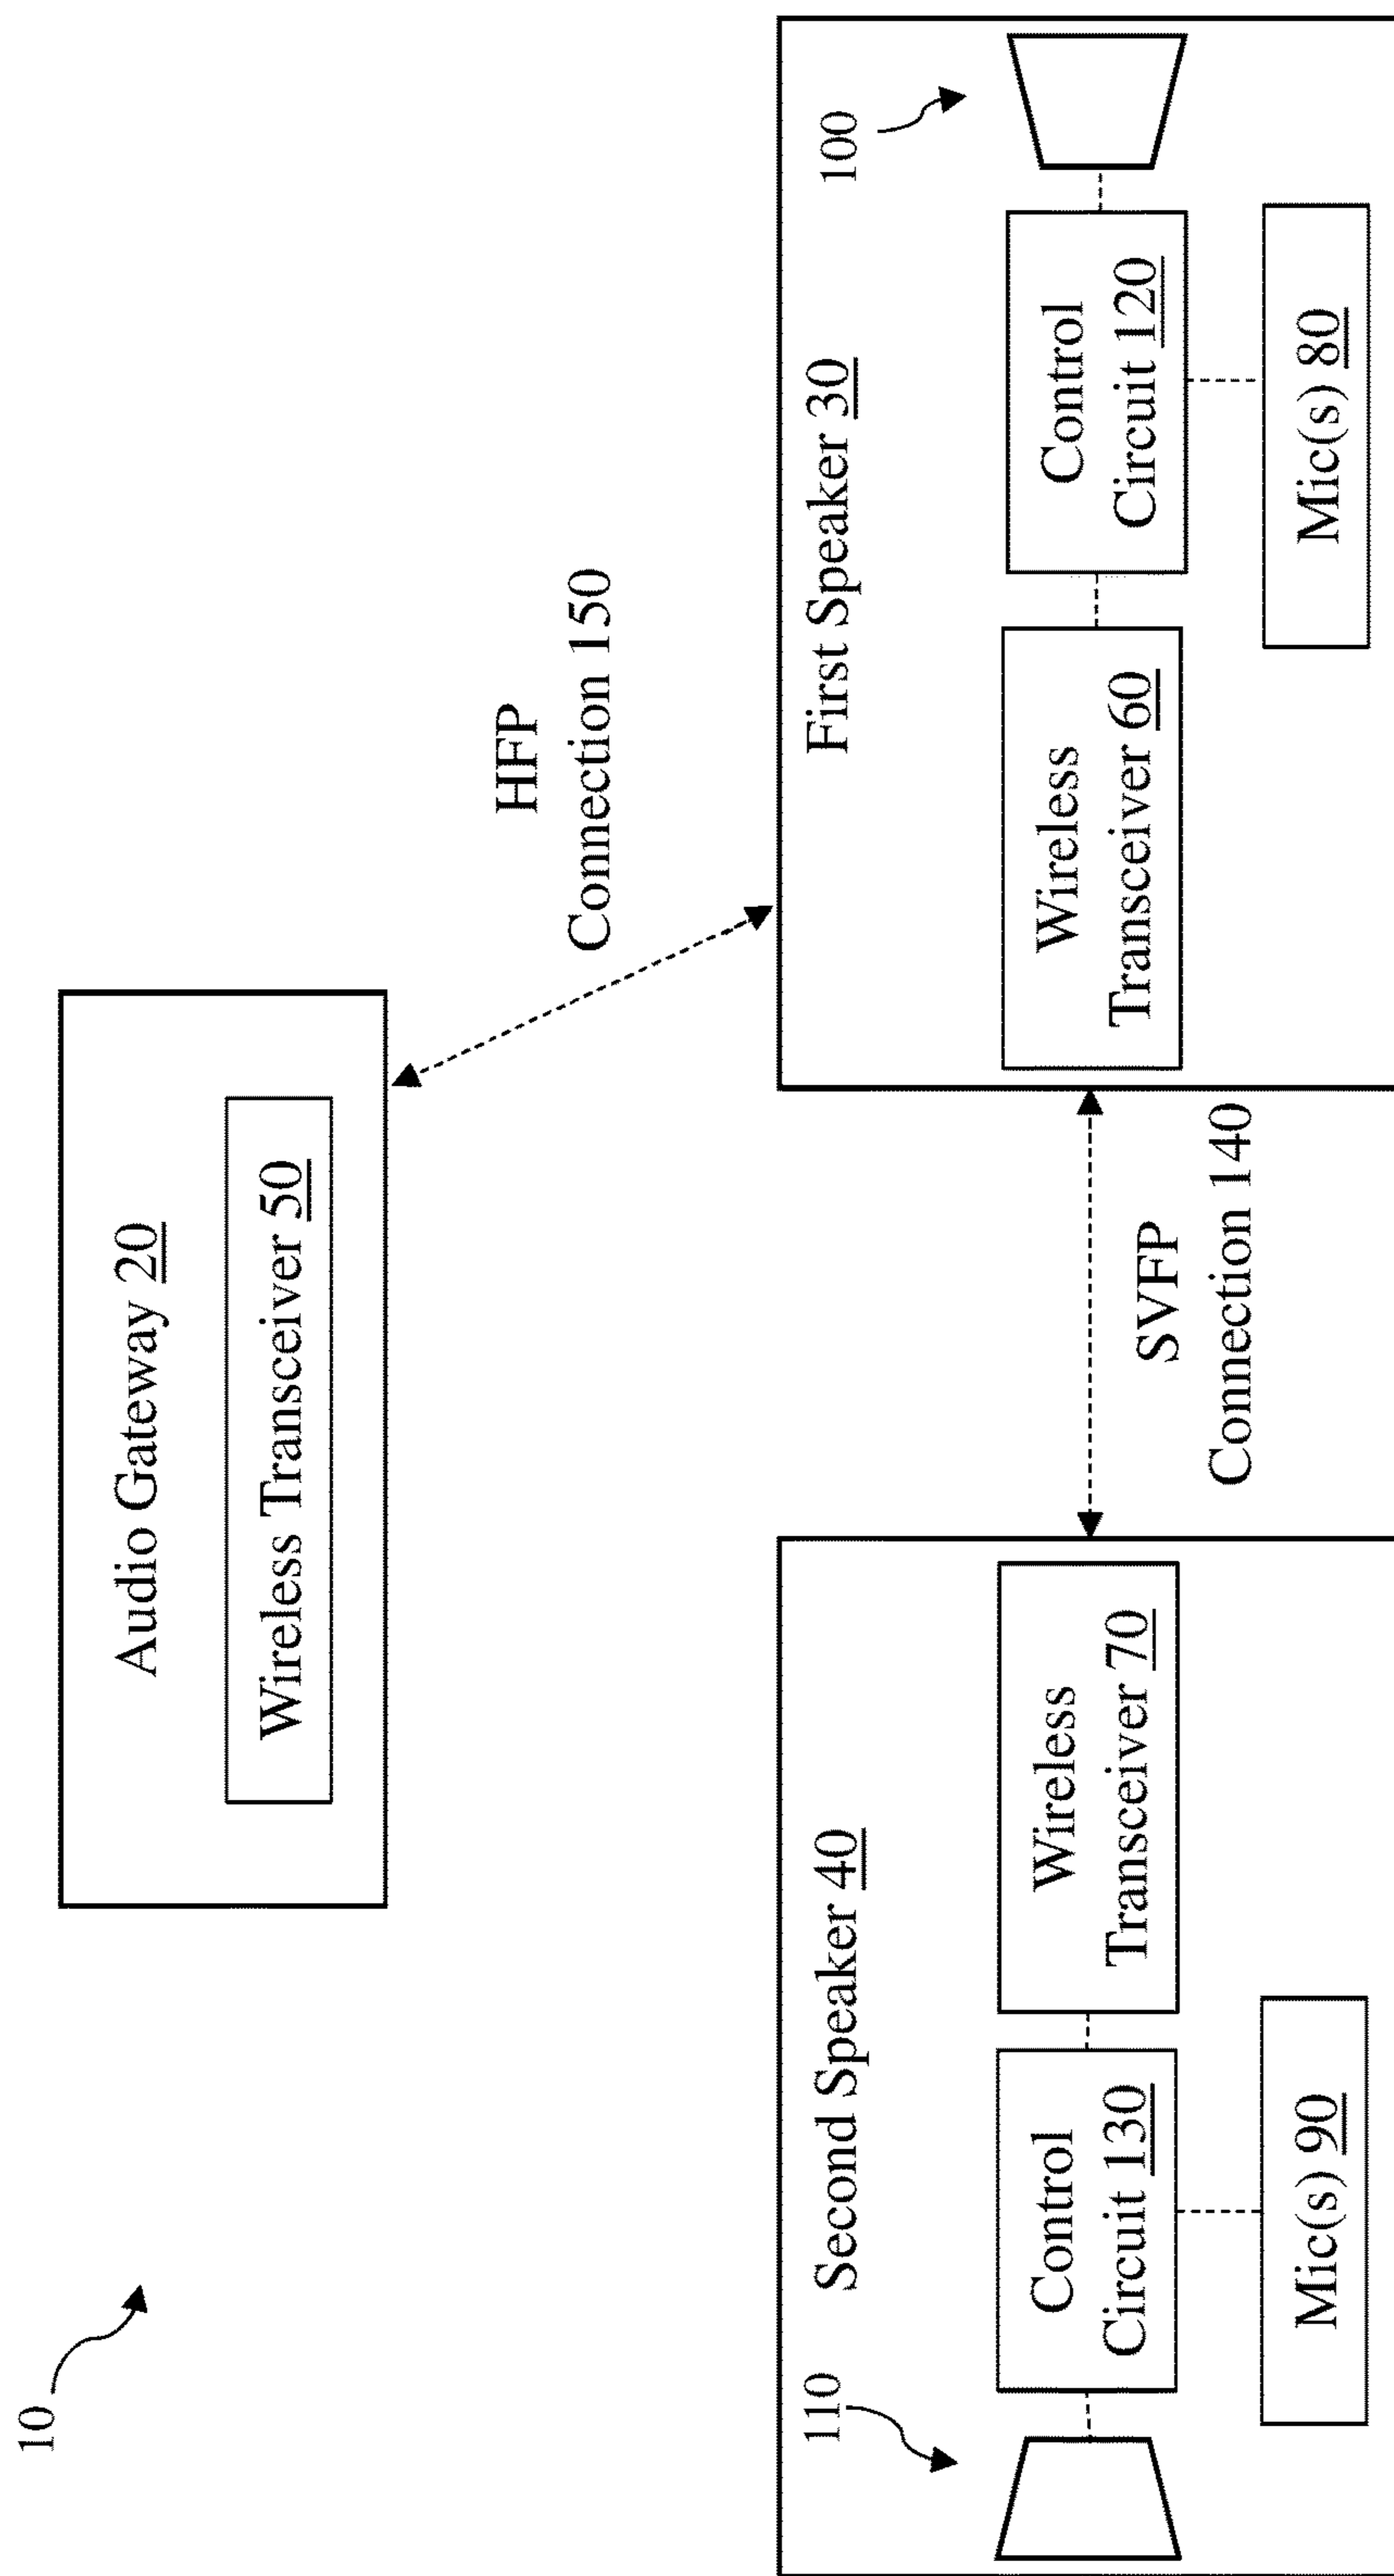 10
Audio Gateway 20
Wireless Transceiver 50
HFP
Connection 150
Second Speaker 40
110
Control
Circuit 130
Wireless
Transceiver 70
Mic(s) 90
SVFP
Connection 140
First Speaker 30
100
Wireless
Transceiver 60
Control
Circuit 120
Mic(s) 80